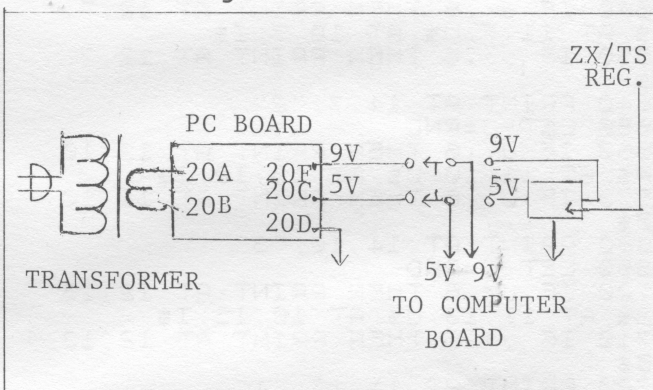 ZX/TS
REG.
PC BOARD
9V
9V
20A
20F
5V
5V
20C
20B
20D
5V 9V
TRANSFORMER
TO COMPUTER
BOARD